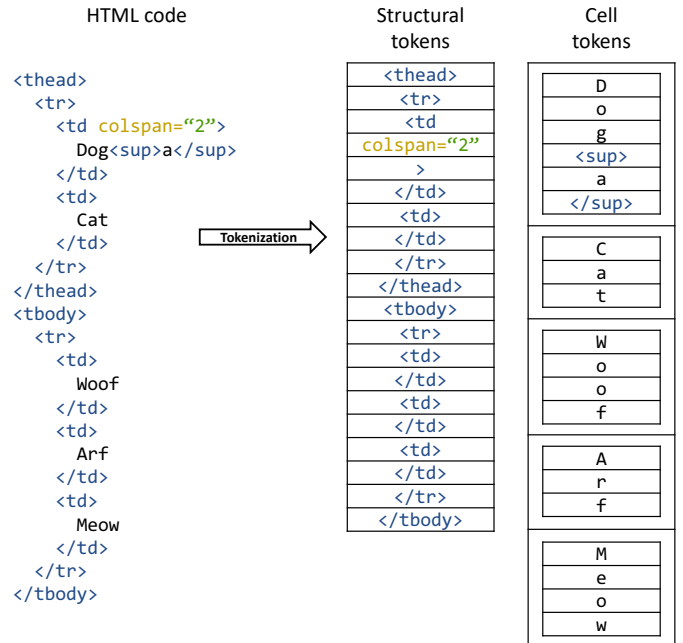 HTML code
<thead>
<tr>
<td colspan=“2”>
Dog<sup>a</sup>
</td>
<td>
Cat
</td>
</tr>
</thead>
<tbody>
<tr>
<td>
Woof
</td>
<td>
Arf
</td>
<td>
Meow
</td>
</tr>
</tbody>
Tokenization
Structural
tokens
<thead>
<tr>
<td
colspan=“2”
>
</td>
<td>
</td>
</tr>
</thead>
<tbody>
<tr>
<td>
</td>
<td>
</td>
<td>
</td>
</tr>
</tbody>
Cell
tokens
D
o
g
<sup>
a
</sup>
C
a
t
W
o
o
f
A
r
f
M
e
o
w